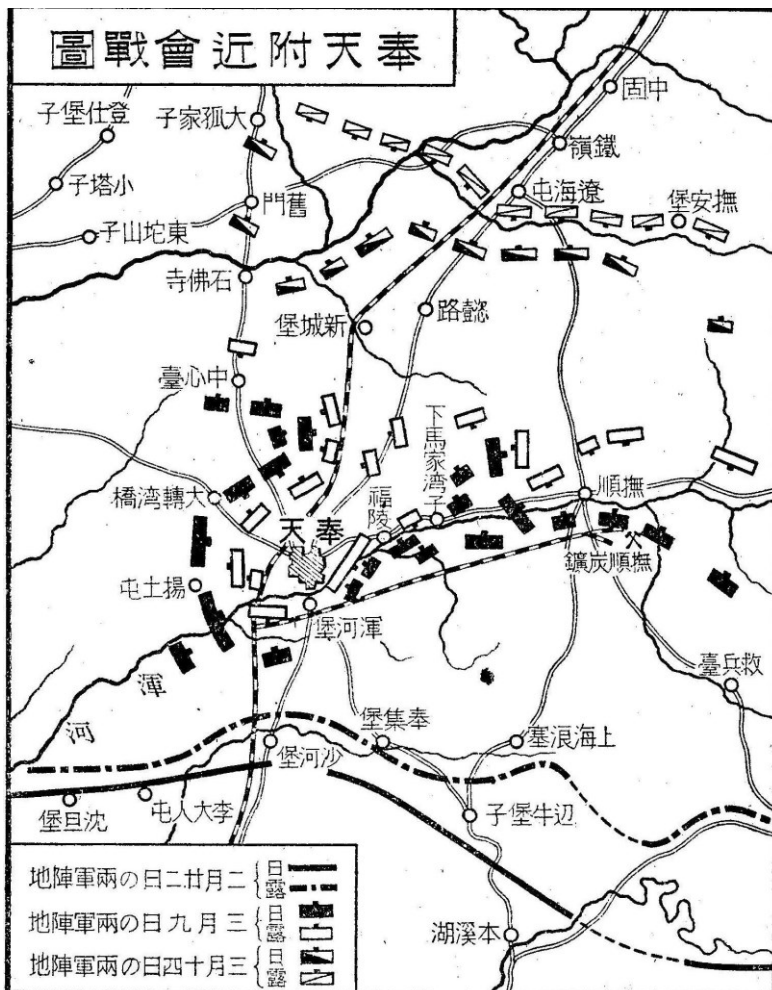 奉天附近會戰圖
中固
大孤家子
登仕堡子
鐵嶺
小塔子
遼海屯
舊門
撫安堡
東坨山子
石佛寺
懿路
新城堡
中心臺
下馬家湾子
撫順
大轉湾橋
福陵
奉天
撫順炭鑛
揚土屯
渾河堡
救兵臺
渾河
奉集堡
上海浪塞
沙河堡
李大人屯
沈旦堡
辺牛堡子
本溪湖
二月廿二日の兩軍陣地
日
露
三月九日の兩軍陣地
日
露
三月十四日の兩軍陣地
日
露